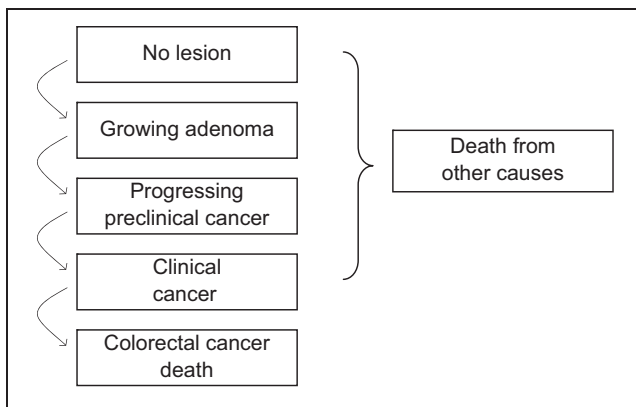 No lesion
Growing adenoma
Progressing
preclinical cancer
Clinical
cancer
Colorectal cancer
death
Death from
other causes